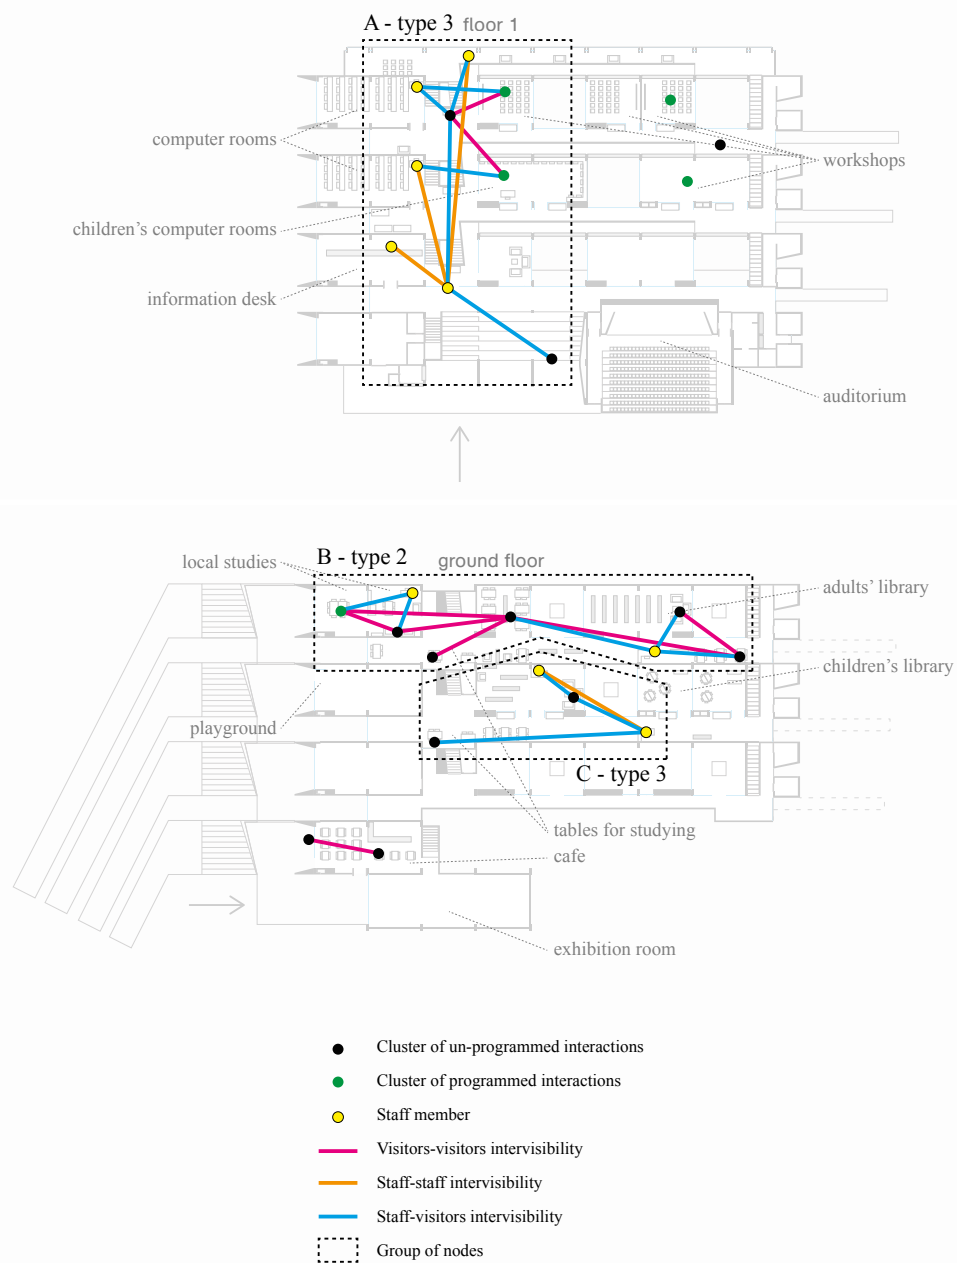 A - type 3 floor 1
computer rooms
workshops
children's computer rooms
information desk
auditorium
B - type 2 ground floor
local studies
adults' library
children's library
playground
C - type 3
tables for studying
cafe
exhibition room
Cluster of un-programmed interactions
Cluster of programmed interactions
Staff member
Visitors-visitors intervisibility
Staff-staff intervisibility
Staff-visitors intervisibility
Group of nodes